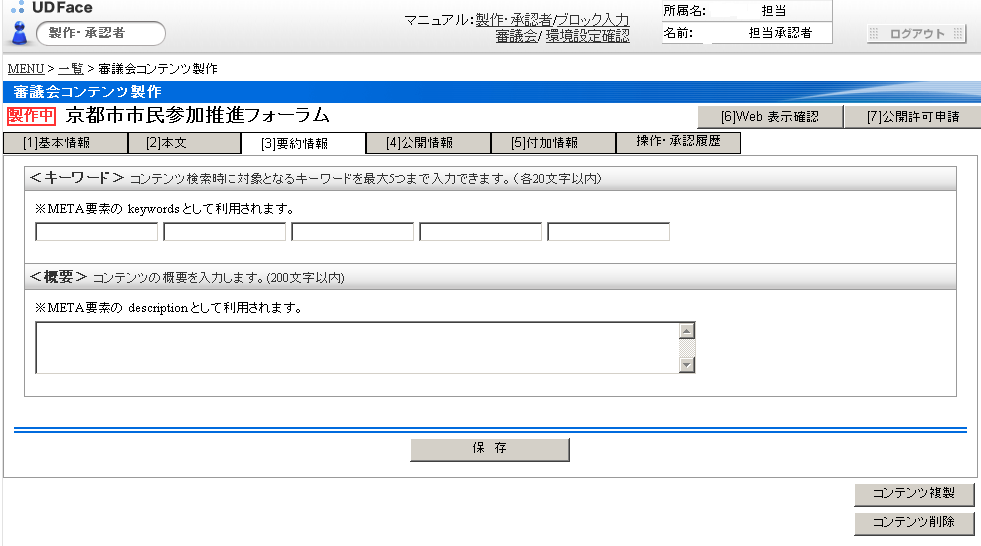 UDFace
製作・承認者
マニュアル:製作・承認者/ブロック入力
審議会/ 環境設定確認
所属名: 担当
名前: 担当承認者
ログアウト
MENU > 一覧 > 審議会コンテンツ製作
審議会コンテンツ製作
製作中 京都市市民参加推進フォーラム
[6]Web 表示確認 [7]公開許可申請
[1]基本情報 [2]本文 [3]要約情報 [4]公開情報 [5]付加情報 操作・承認履歴
＜キーワード＞ コンテンツ検索時に対象となるキーワードを最大5つまで入力できます。（各20文字以内）
※META要素の keywordsとして利用されます。
＜概要＞ コンテンツの概要を入力します。(200文字以内)
※META要素の descriptionとして利用されます。
保 存
コンテンツ複製
コンテンツ削除